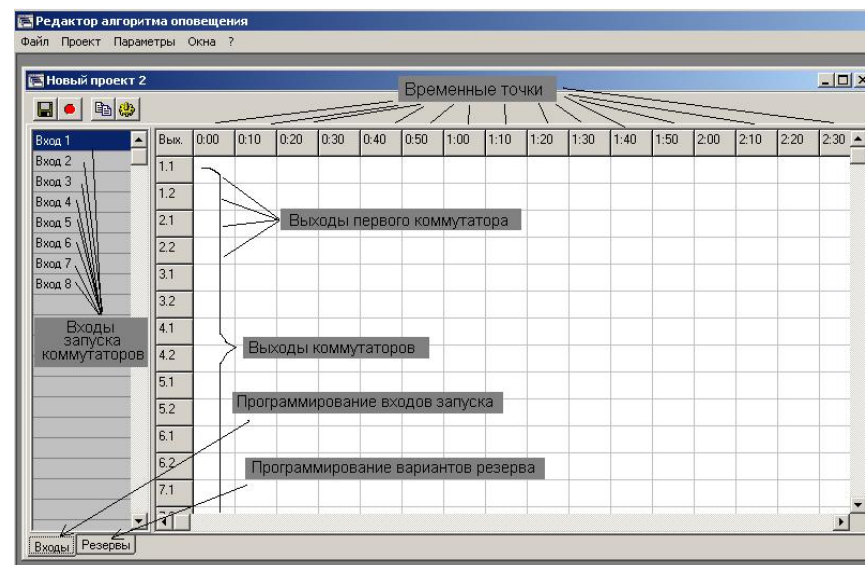 Редактор алгоритма оповещения
Файл Проект Параметры Окна ?
Новый проект 2
Временные точки
Вых. 0:00 0:10 0:20 0:30 0:40 0:50 1:00 1:10 1:20 1:30 1:40 1:50 2:00 2:10 2:20 2:30
Вход 1
Вход 2
Вход 3
Вход 4
Вход 5
Вход 6
Вход 7
Вход 8
Входы
запуска
коммутаторов
1.1
1.2
2.1
2.2
3.1
3.2
4.1
4.2
5.1
5.2
6.1
6.2
7.1
Выходы первого коммутатора
Выходы коммутаторов
Программирование входов запуска
Программирование вариантов резерва
Входы Резервы